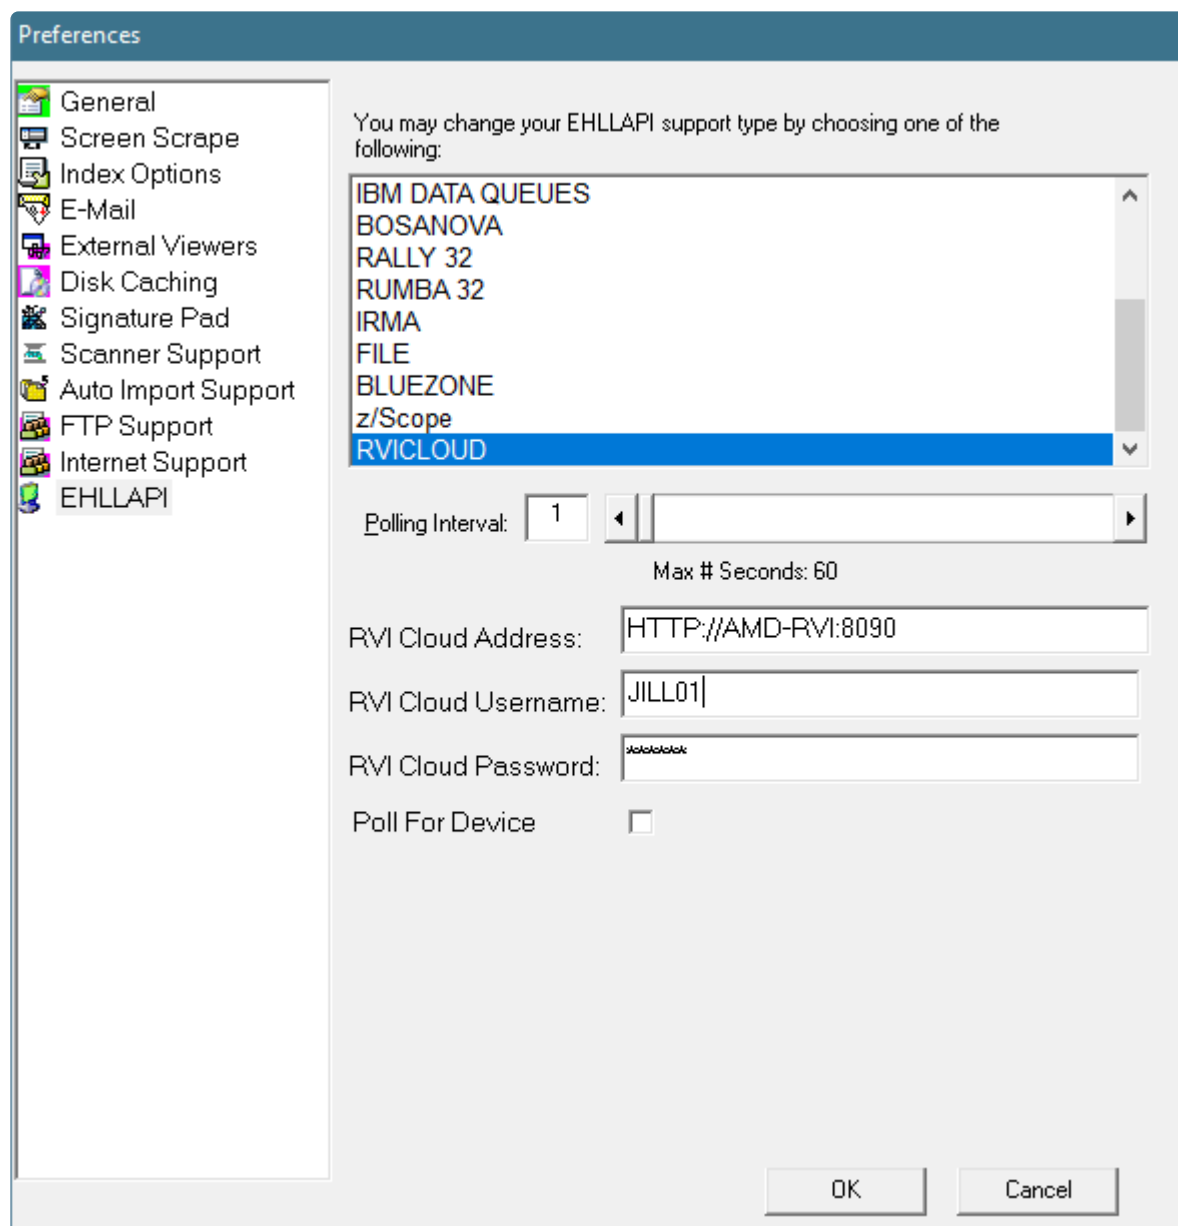 Preferences
General
Screen Scrape
Index Options
E-Mail
External Viewers
Disk Caching
Signature Pad
Scanner Support
Auto Import Support
FTP Support
Internet Support
EHLLAPI
You may change your EHLLAPI support type by choosing one of the
following:
IBM DATA QUEUES
BOSANOVA
RALLY 32
RUMBA 32
IRMA
FILE
BLUEZONE
z/Scope
RVICLOUD
Polling Interval: 1
Max # Seconds: 60
RVI Cloud Address: HTTP://AMD-RVI:8090
RVI Cloud Username: JILL01
RVI Cloud Password: ******
Poll For Device
OK Cancel